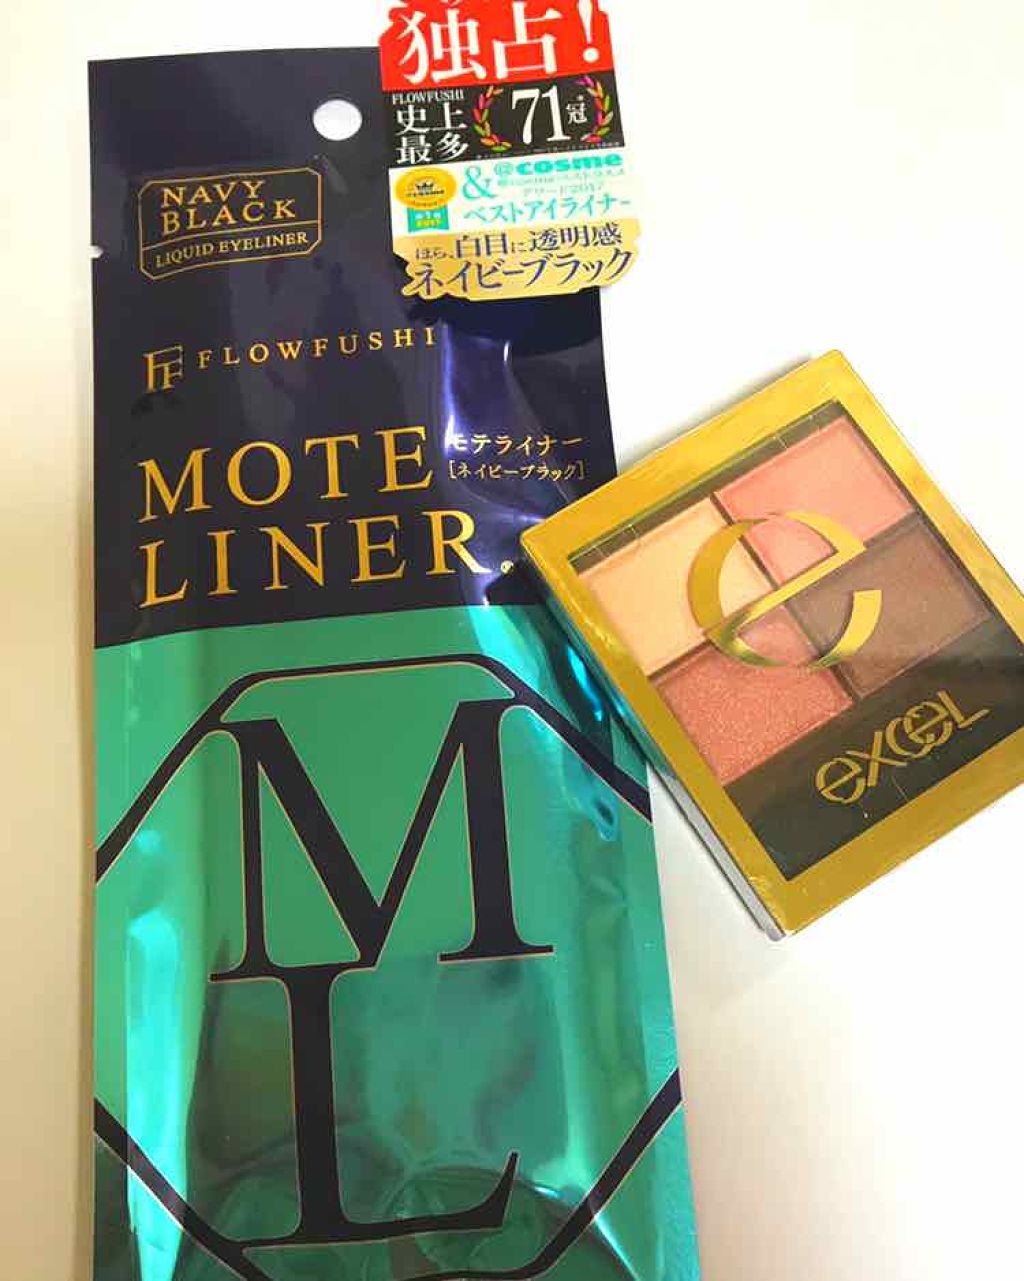 独占!
FLOWFUSHI
史上
最多
71冠
@cosme
&
ベストアイライナー
ほら、白目に透明感
ネイビーブラック
NAVY
BLACK
LIQUID EYELINER
FF FLOWFUSHI
MOTE
LINER
モテライナー
[ネイビーブラック]
ML
e
excel